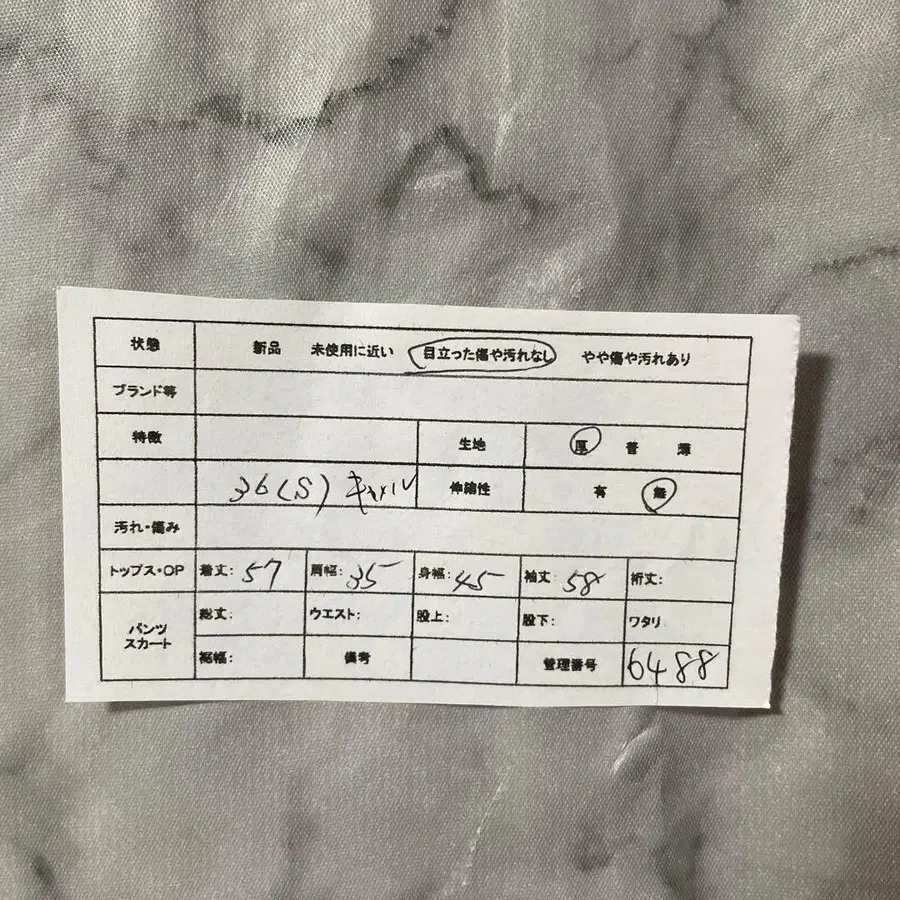 状態 新品 未使用に近い 目立った傷や汚れなし やや傷や汚れあり
ブランド等
特徴 生地 厚 普 薄
36(S) キャメル 伸縮性 有 無
汚れ・傷み
トップス・OP 着丈: 57 肩幅: 35 身幅: 45 袖丈 58 裄丈:
パンツ スカート 総丈: ウエスト: 股上: 股下: ワタリ
裾幅: 備考 管理番号 6488